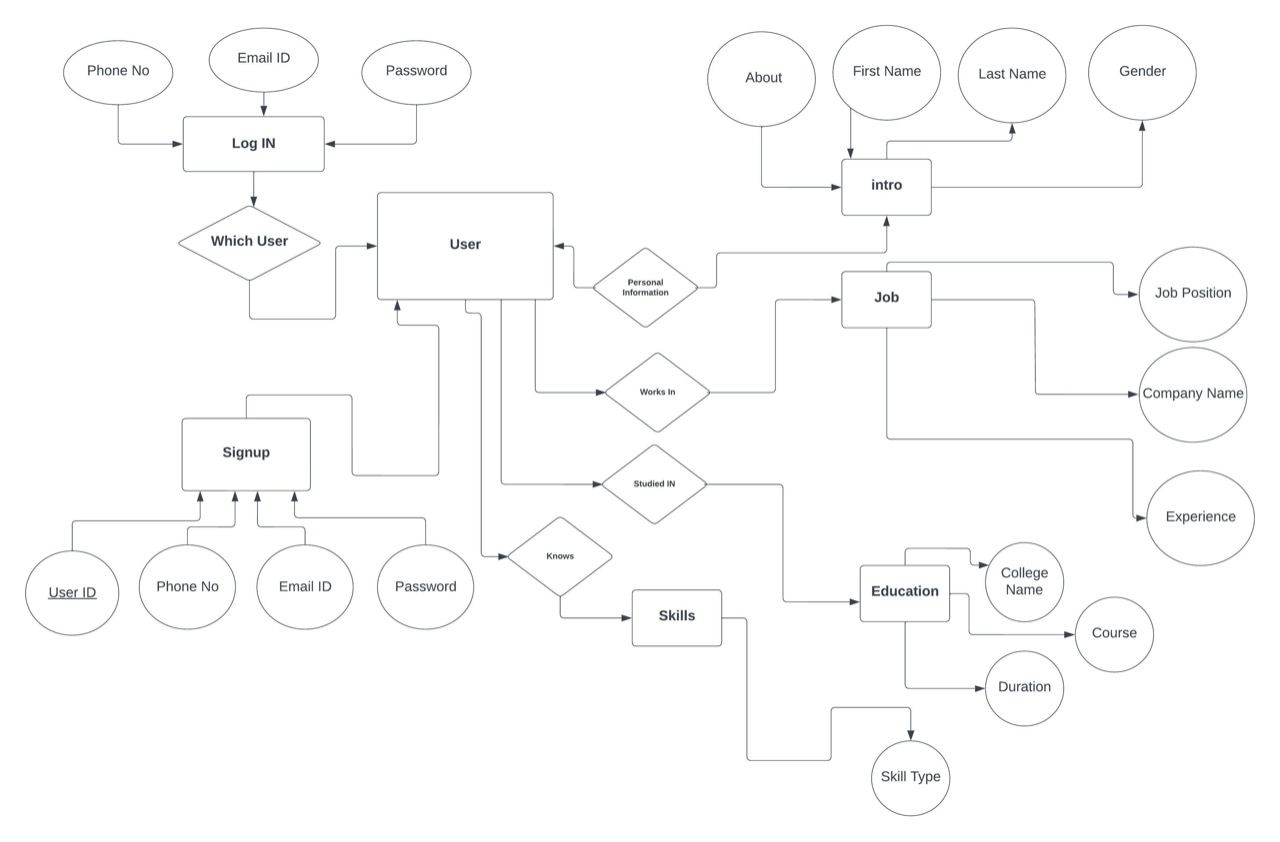 Phone No
Email ID
Password
About
First Name
Last Name
Gender
Log IN
intro
Which User
User
Personal
Information
Job
Job Position
Works In
Company Name
Signup
Studied IN
Experience
Knows
User ID
Phone No
Email ID
Password
Skills
Education
College
Name
Course
Duration
Skill Type